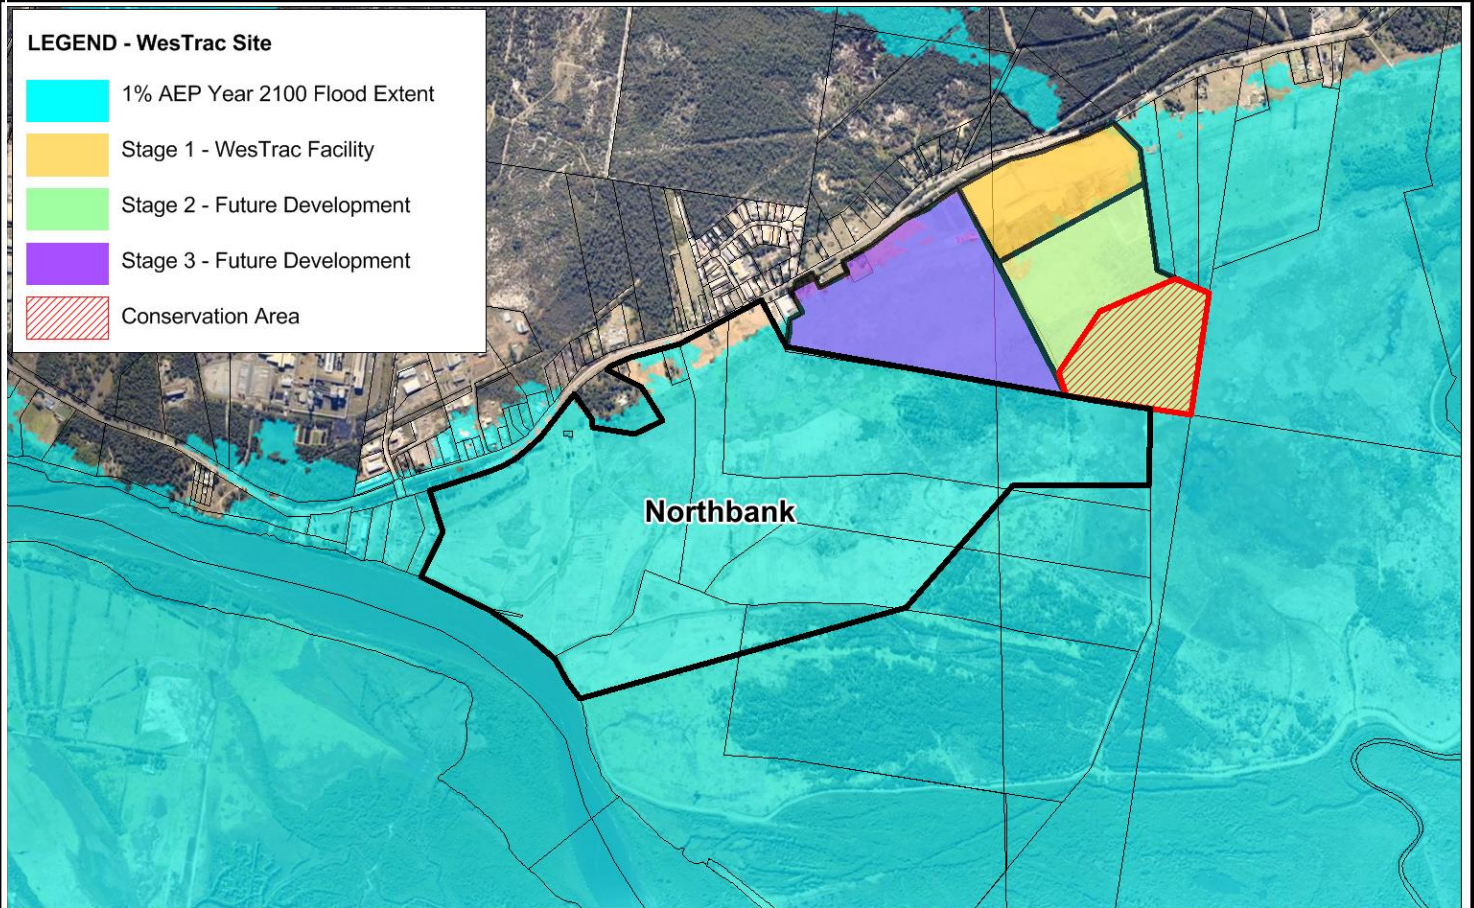 LEGEND - WesTrac Site
1% AEP Year 2100 Flood Extent
Stage 1 - WesTrac Facility
Stage 2 - Future Development
Stage 3 - Future Development
Conservation Area
Northbank